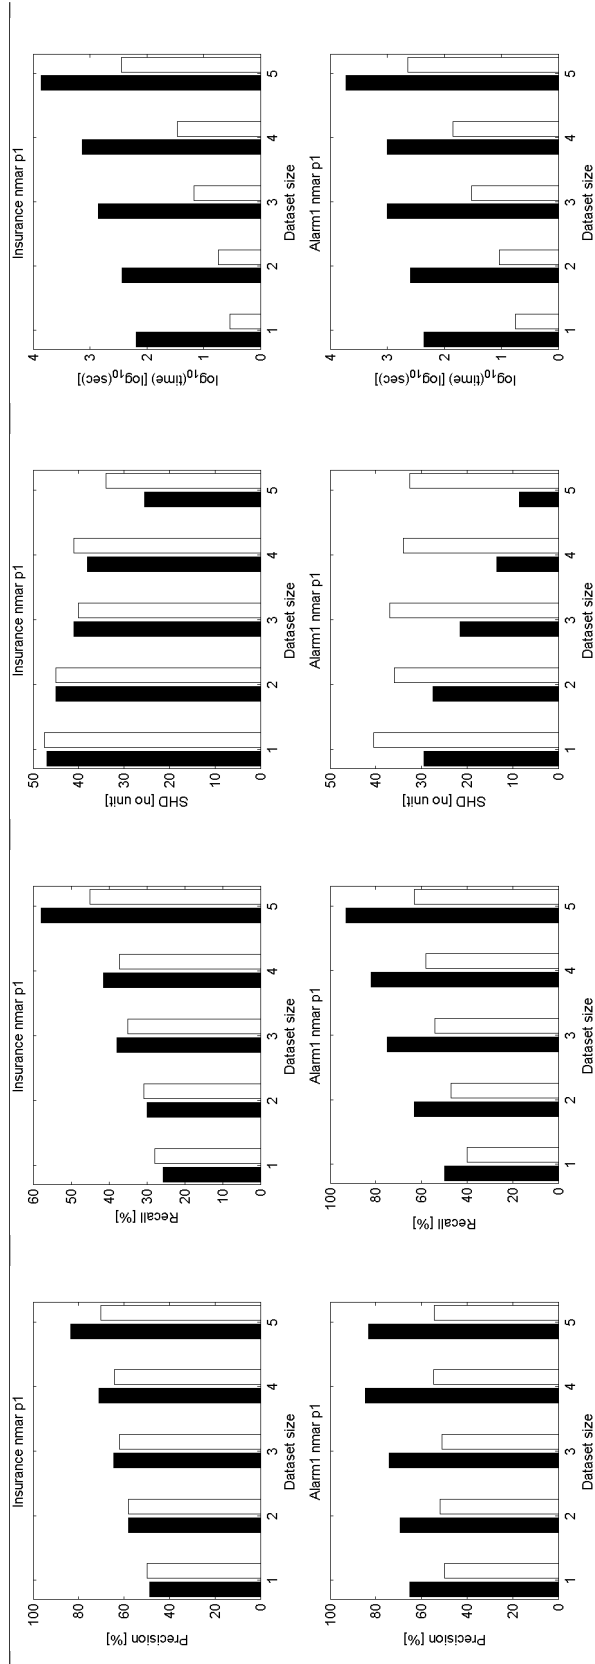 Insurance nmar p1
100
80
60
40
20
0
Precision [%]
1 2 3 4 5
Dataset size
Insurance nmar p1
60
50
40
30
20
10
0
Recall [%]
1 2 3 4 5
Dataset size
Insurance nmar p1
50
40
30
20
10
0
SHD [no unit]
1 2 3 4 5
Dataset size
Insurance nmar p1
4
3
2
1
0
log10(time) [log10(sec)]
1 2 3 4 5
Dataset size
Alarm1 nmar p1
100
80
60
40
20
0
Precision [%]
1 2 3 4 5
Dataset size
Alarm1 nmar p1
100
80
60
40
20
0
Recall [%]
1 2 3 4 5
Dataset size
Alarm1 nmar p1
50
40
30
20
10
0
SHD [no unit]
1 2 3 4 5
Dataset size
Alarm1 nmar p1
4
3
2
1
0
log10(time) [log10(sec)]
1 2 3 4 5
Dataset size